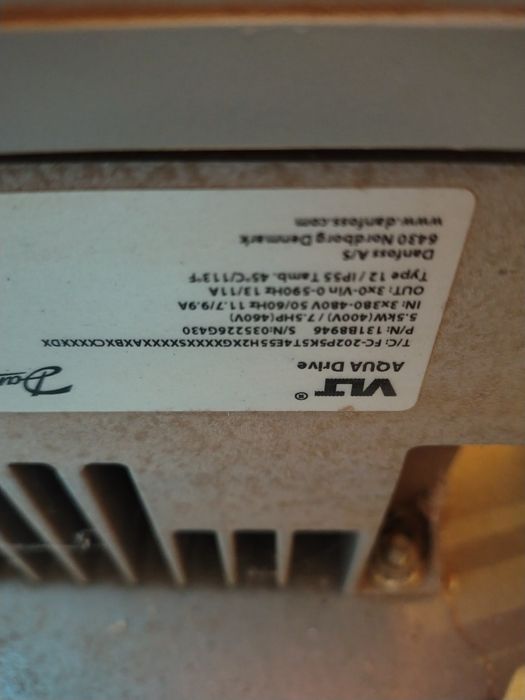 VLT®
AQUA Drive
Dan
T/C: FC-202P5K5T4E55H2XGXXXXSXXXXAXBXCXXXXDX
P/N: 131B8946 S/N:035226G430
5.5kW(400V) / 7.5HP(460V)
IN: 3x380-480V 50/60Hz 11.7/9.9A
OUT: 3x0-Vin 0-590Hz 13/11A
Type 12 / IP55 Tamb. 45°C/113°F
Danfoss A/S
6430 Nordborg Denmark
www.danfoss.com